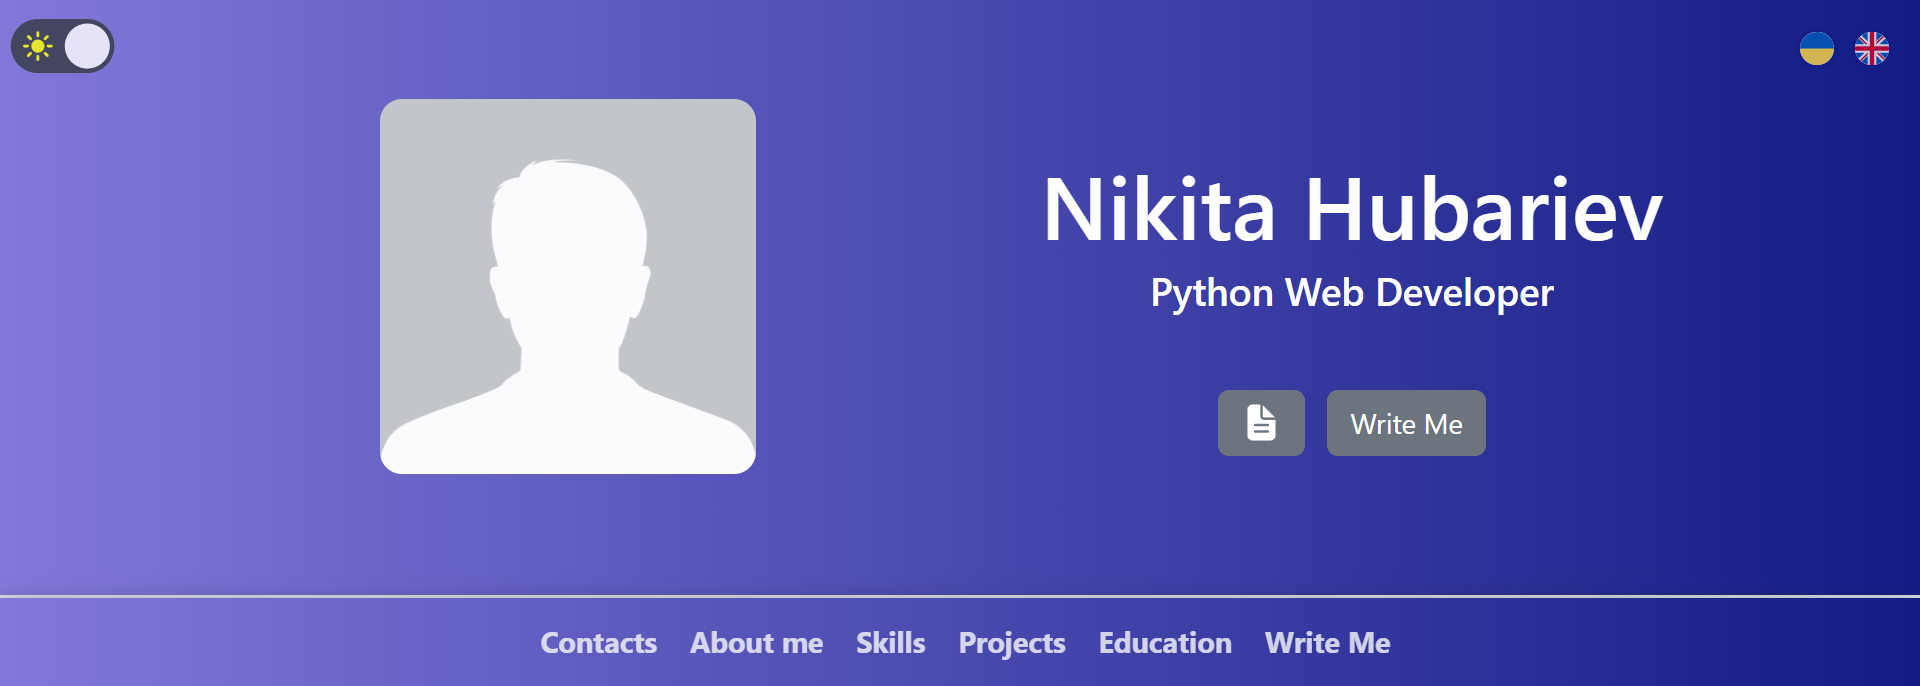 Nikita Hubariev
Python Web Developer
Write Me
Contacts About me Skills Projects Education Write Me